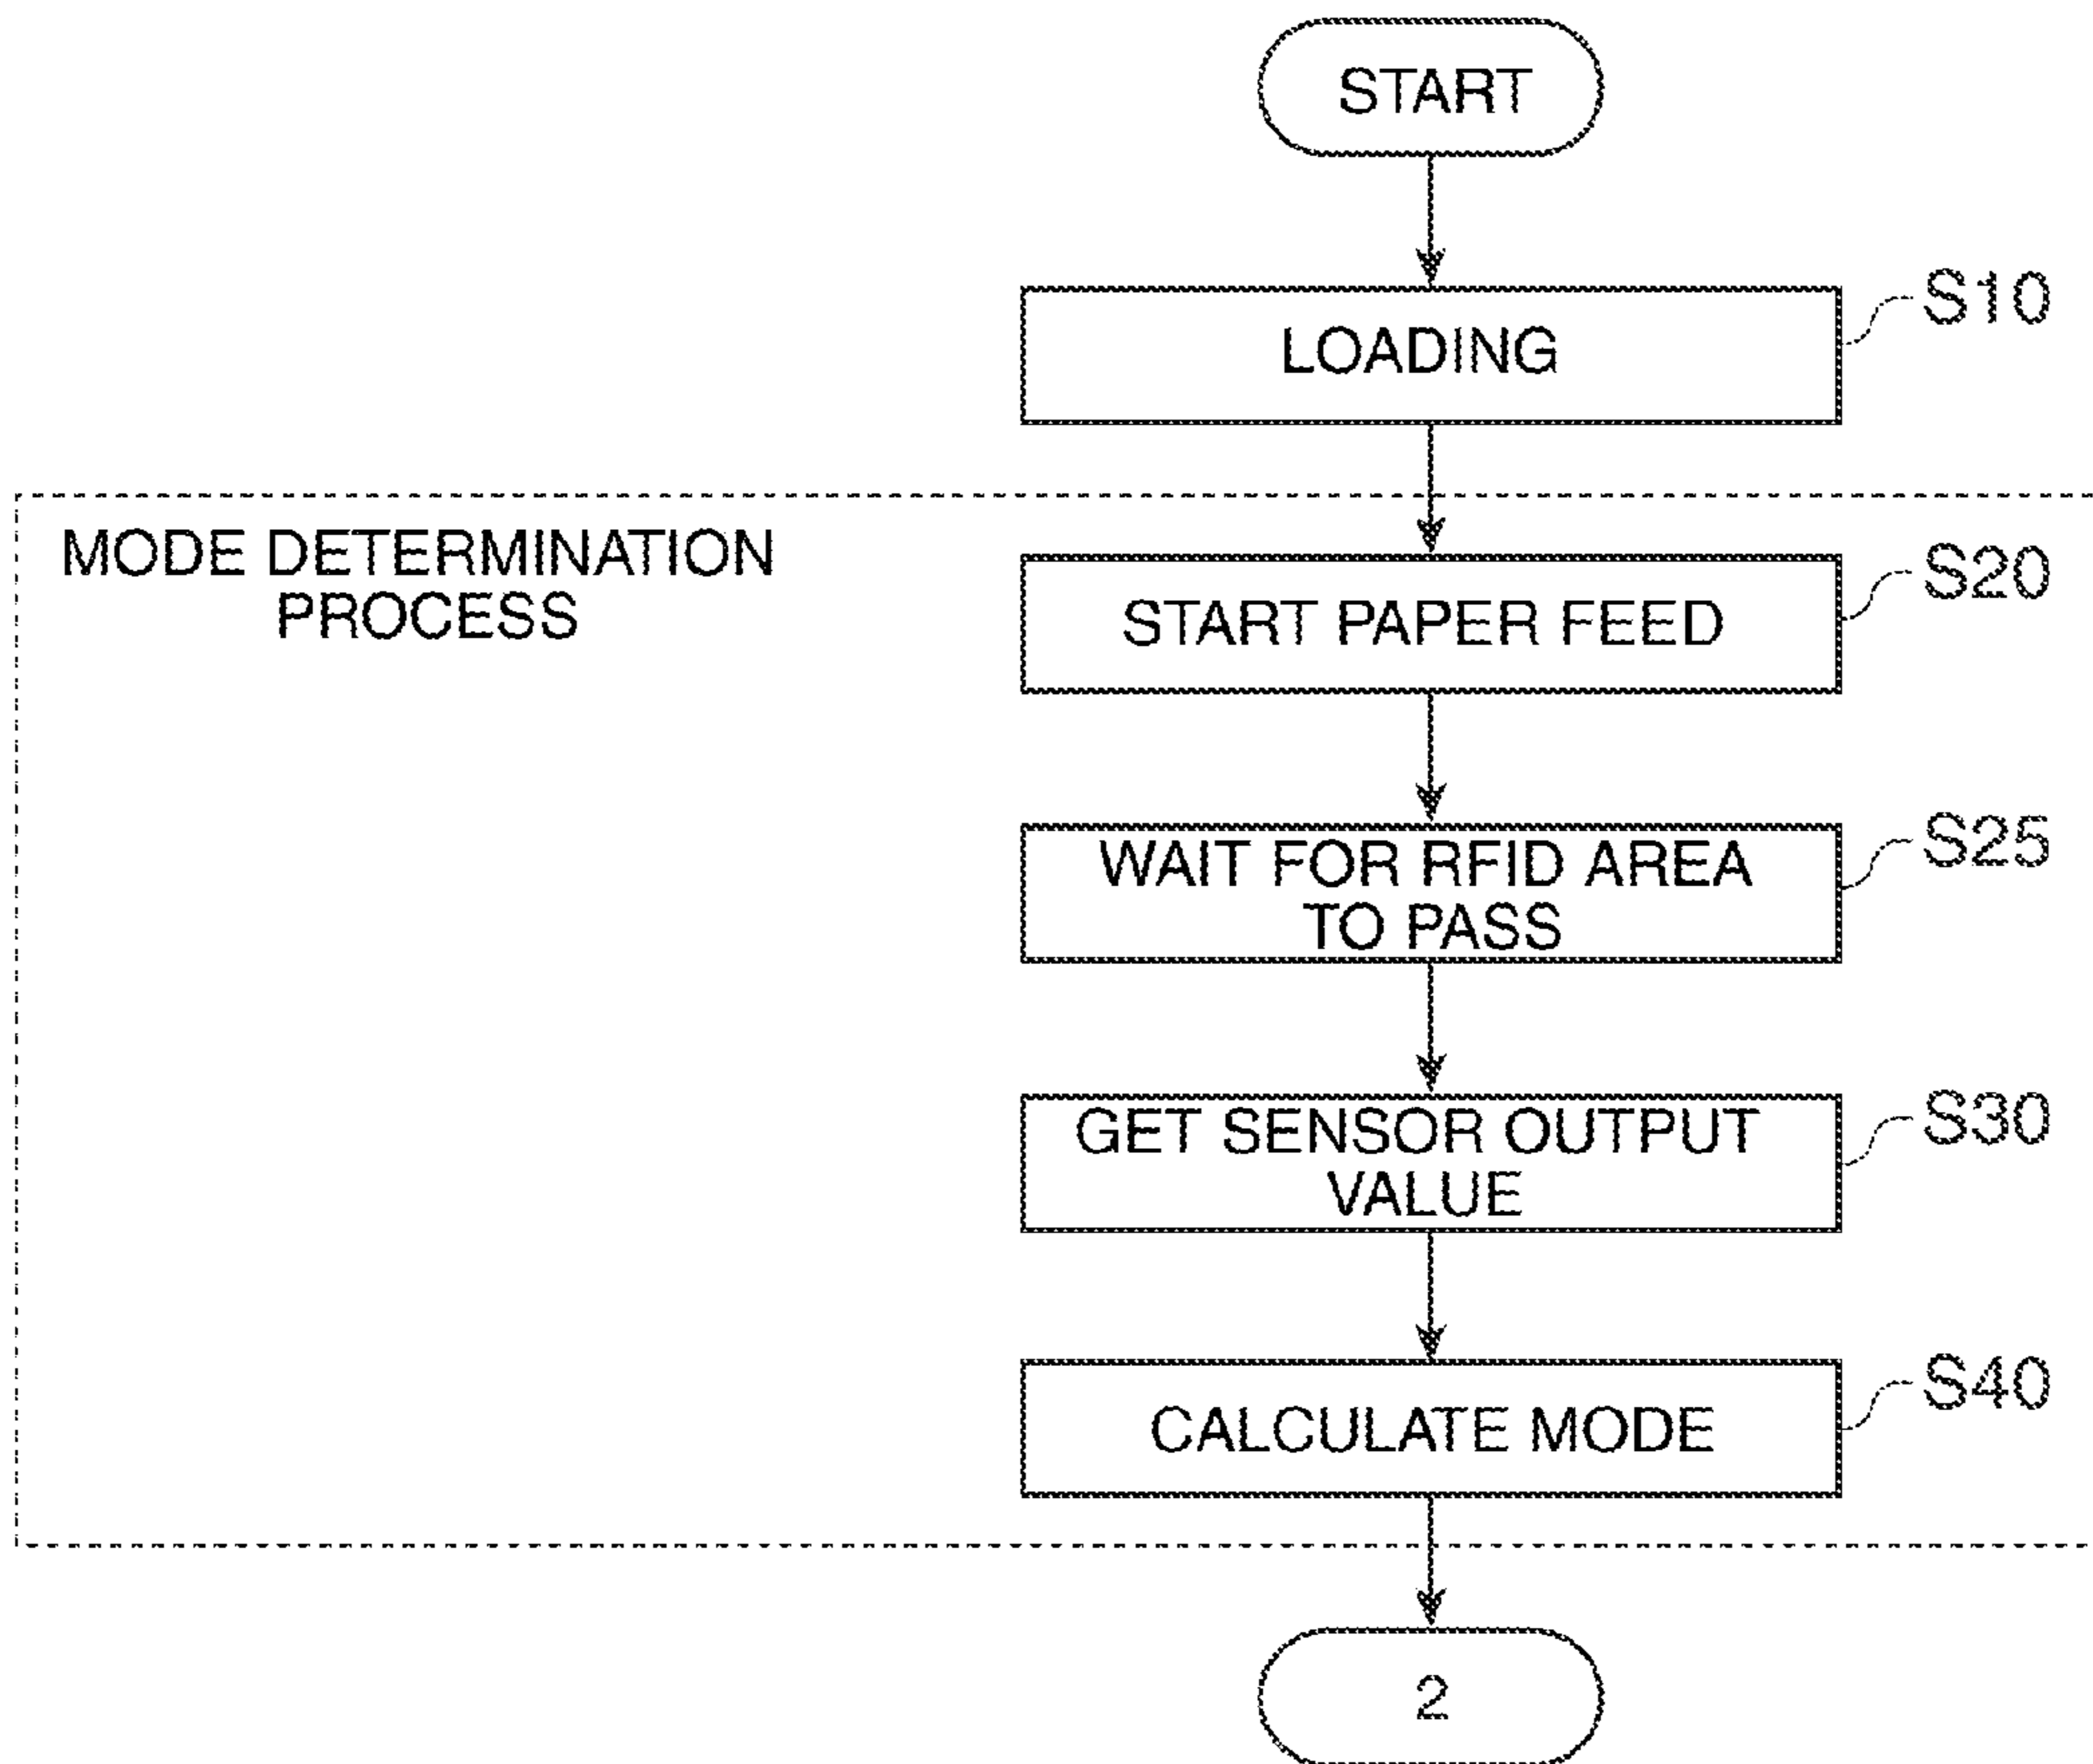 START
LOADING
S10
MODE DETERMINATION
PROCESS
START PAPER FEED
S20
WAIT FOR RFID AREA
TO PASS
S25
GET SENSOR OUTPUT
VALUE
S30
CALCULATE MODE
S40
2